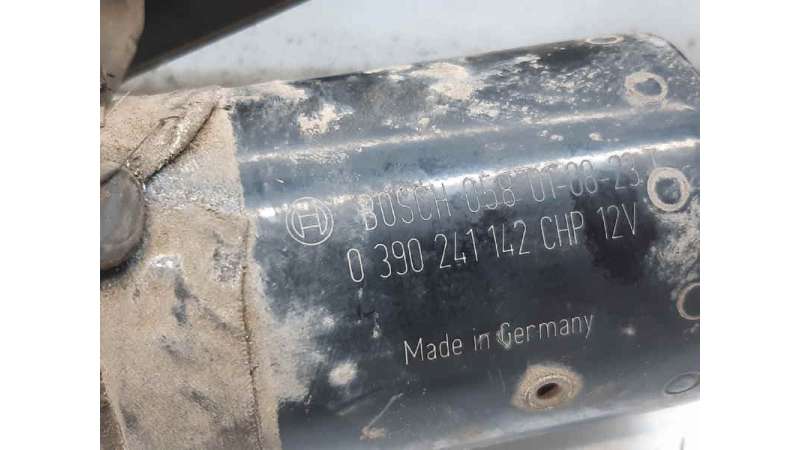 BOSCH 058 01-08-23
0 390 241 142 CHP 12V
Made in Germany